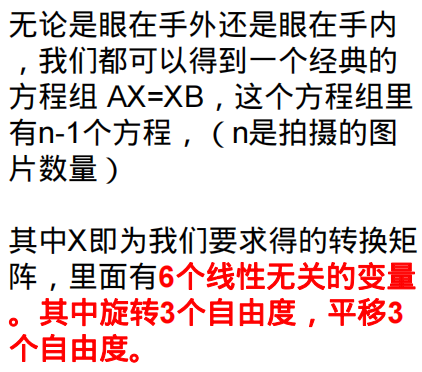 无论是眼在手外还是眼在手内
，我们都可以得到一个经典的
方程组 AX=XB，这个方程组里
有n-1个方程，（n是拍摄的图
片数量）
其中X即为我们要求得的转换矩
阵，里面有6个线性无关的变量
。其中旋转3个自由度，平移3
个自由度。